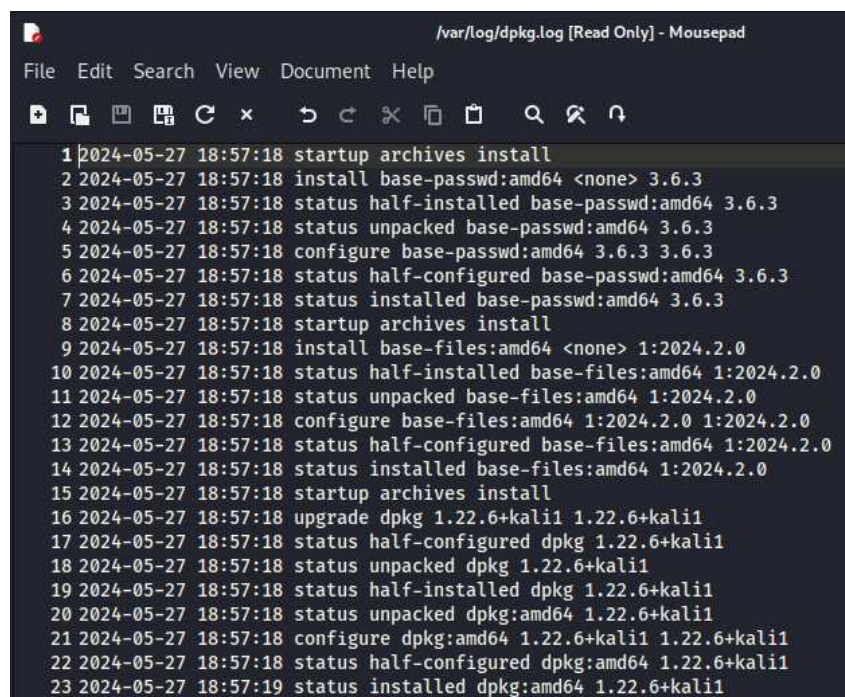 /var/log/dpkg.log [Read Only] - Mousepad
File Edit Search View Document Help
1 2024-05-27 18:57:18 startup archives install
2 2024-05-27 18:57:18 install base-passwd:amd64 <none> 3.6.3
3 2024-05-27 18:57:18 status half-installed base-passwd:amd64 3.6.3
4 2024-05-27 18:57:18 status unpacked base-passwd:amd64 3.6.3
5 2024-05-27 18:57:18 configure base-passwd:amd64 3.6.3 3.6.3
6 2024-05-27 18:57:18 status half-configured base-passwd:amd64 3.6.3
7 2024-05-27 18:57:18 status installed base-passwd:amd64 3.6.3
8 2024-05-27 18:57:18 startup archives install
9 2024-05-27 18:57:18 install base-files:amd64 <none> 1:2024.2.0
10 2024-05-27 18:57:18 status half-installed base-files:amd64 1:2024.2.0
11 2024-05-27 18:57:18 status unpacked base-files:amd64 1:2024.2.0
12 2024-05-27 18:57:18 configure base-files:amd64 1:2024.2.0 1:2024.2.0
13 2024-05-27 18:57:18 status half-configured base-files:amd64 1:2024.2.0
14 2024-05-27 18:57:18 status installed base-files:amd64 1:2024.2.0
15 2024-05-27 18:57:18 startup archives install
16 2024-05-27 18:57:18 upgrade dpkg 1.22.6+kali1 1.22.6+kali1
17 2024-05-27 18:57:18 status half-configured dpkg 1.22.6+kali1
18 2024-05-27 18:57:18 status unpacked dpkg 1.22.6+kali1
19 2024-05-27 18:57:18 status half-installed dpkg 1.22.6+kali1
20 2024-05-27 18:57:18 status unpacked dpkg:amd64 1.22.6+kali1
21 2024-05-27 18:57:18 configure dpkg:amd64 1.22.6+kali1 1.22.6+kali1
22 2024-05-27 18:57:18 status half-configured dpkg:amd64 1.22.6+kali1
23 2024-05-27 18:57:19 status installed dpkg:amd64 1.22.6+kali1